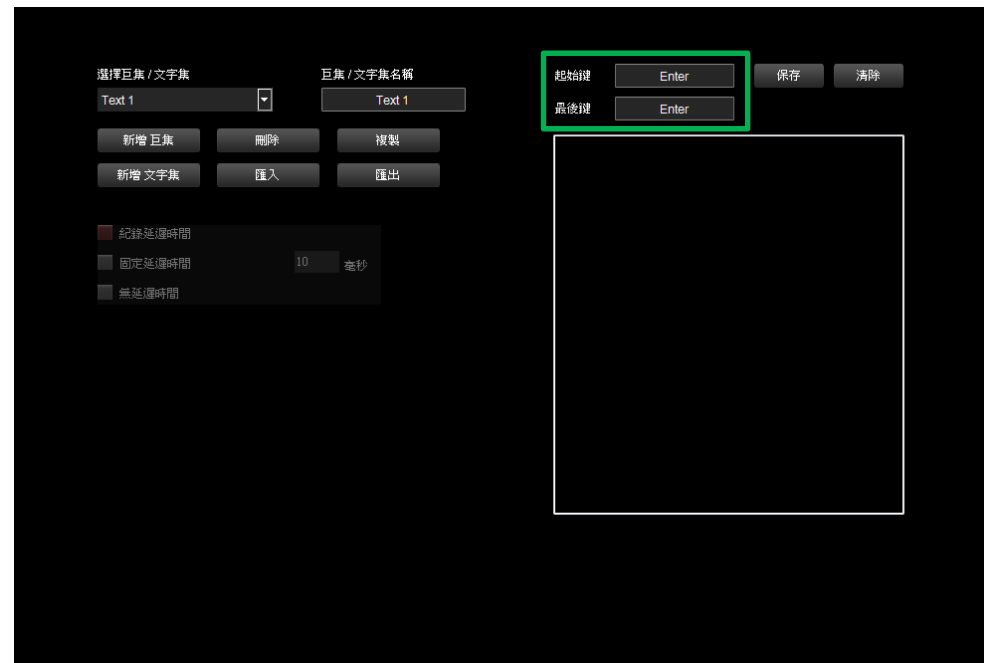 選擇巨集 / 文字集
巨集 / 文字集名稱
Text 1
Text 1
新增 巨集
刪除
複製
新增 文字集
匯入
匯出
紀錄延遲時間
固定延遲時間
10
毫秒
無延遲時間
起始鍵
Enter
保存
清除
最後鍵
Enter